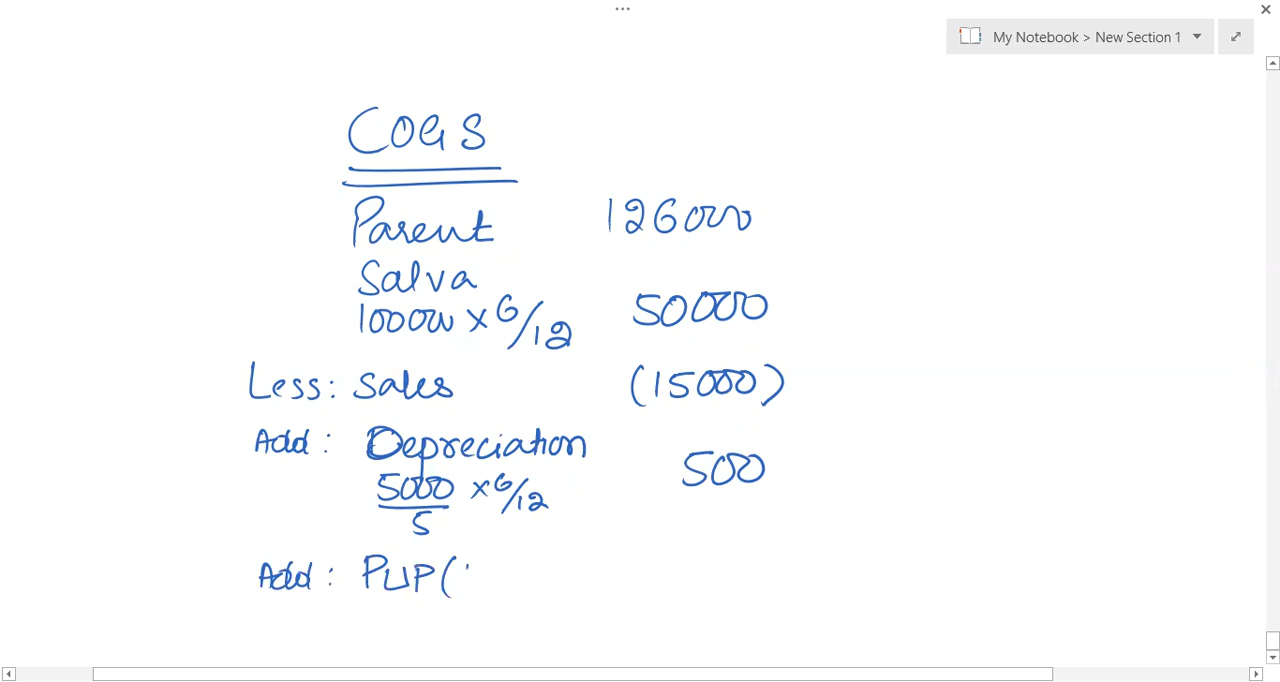 My Notebook > New Section 1
COGS
Parent 126000
Salva
100000 x 6/12 50000
Less: Sales (15000)
Add: Depreciation 500
5000/5 x 6/12
Add: PUP(